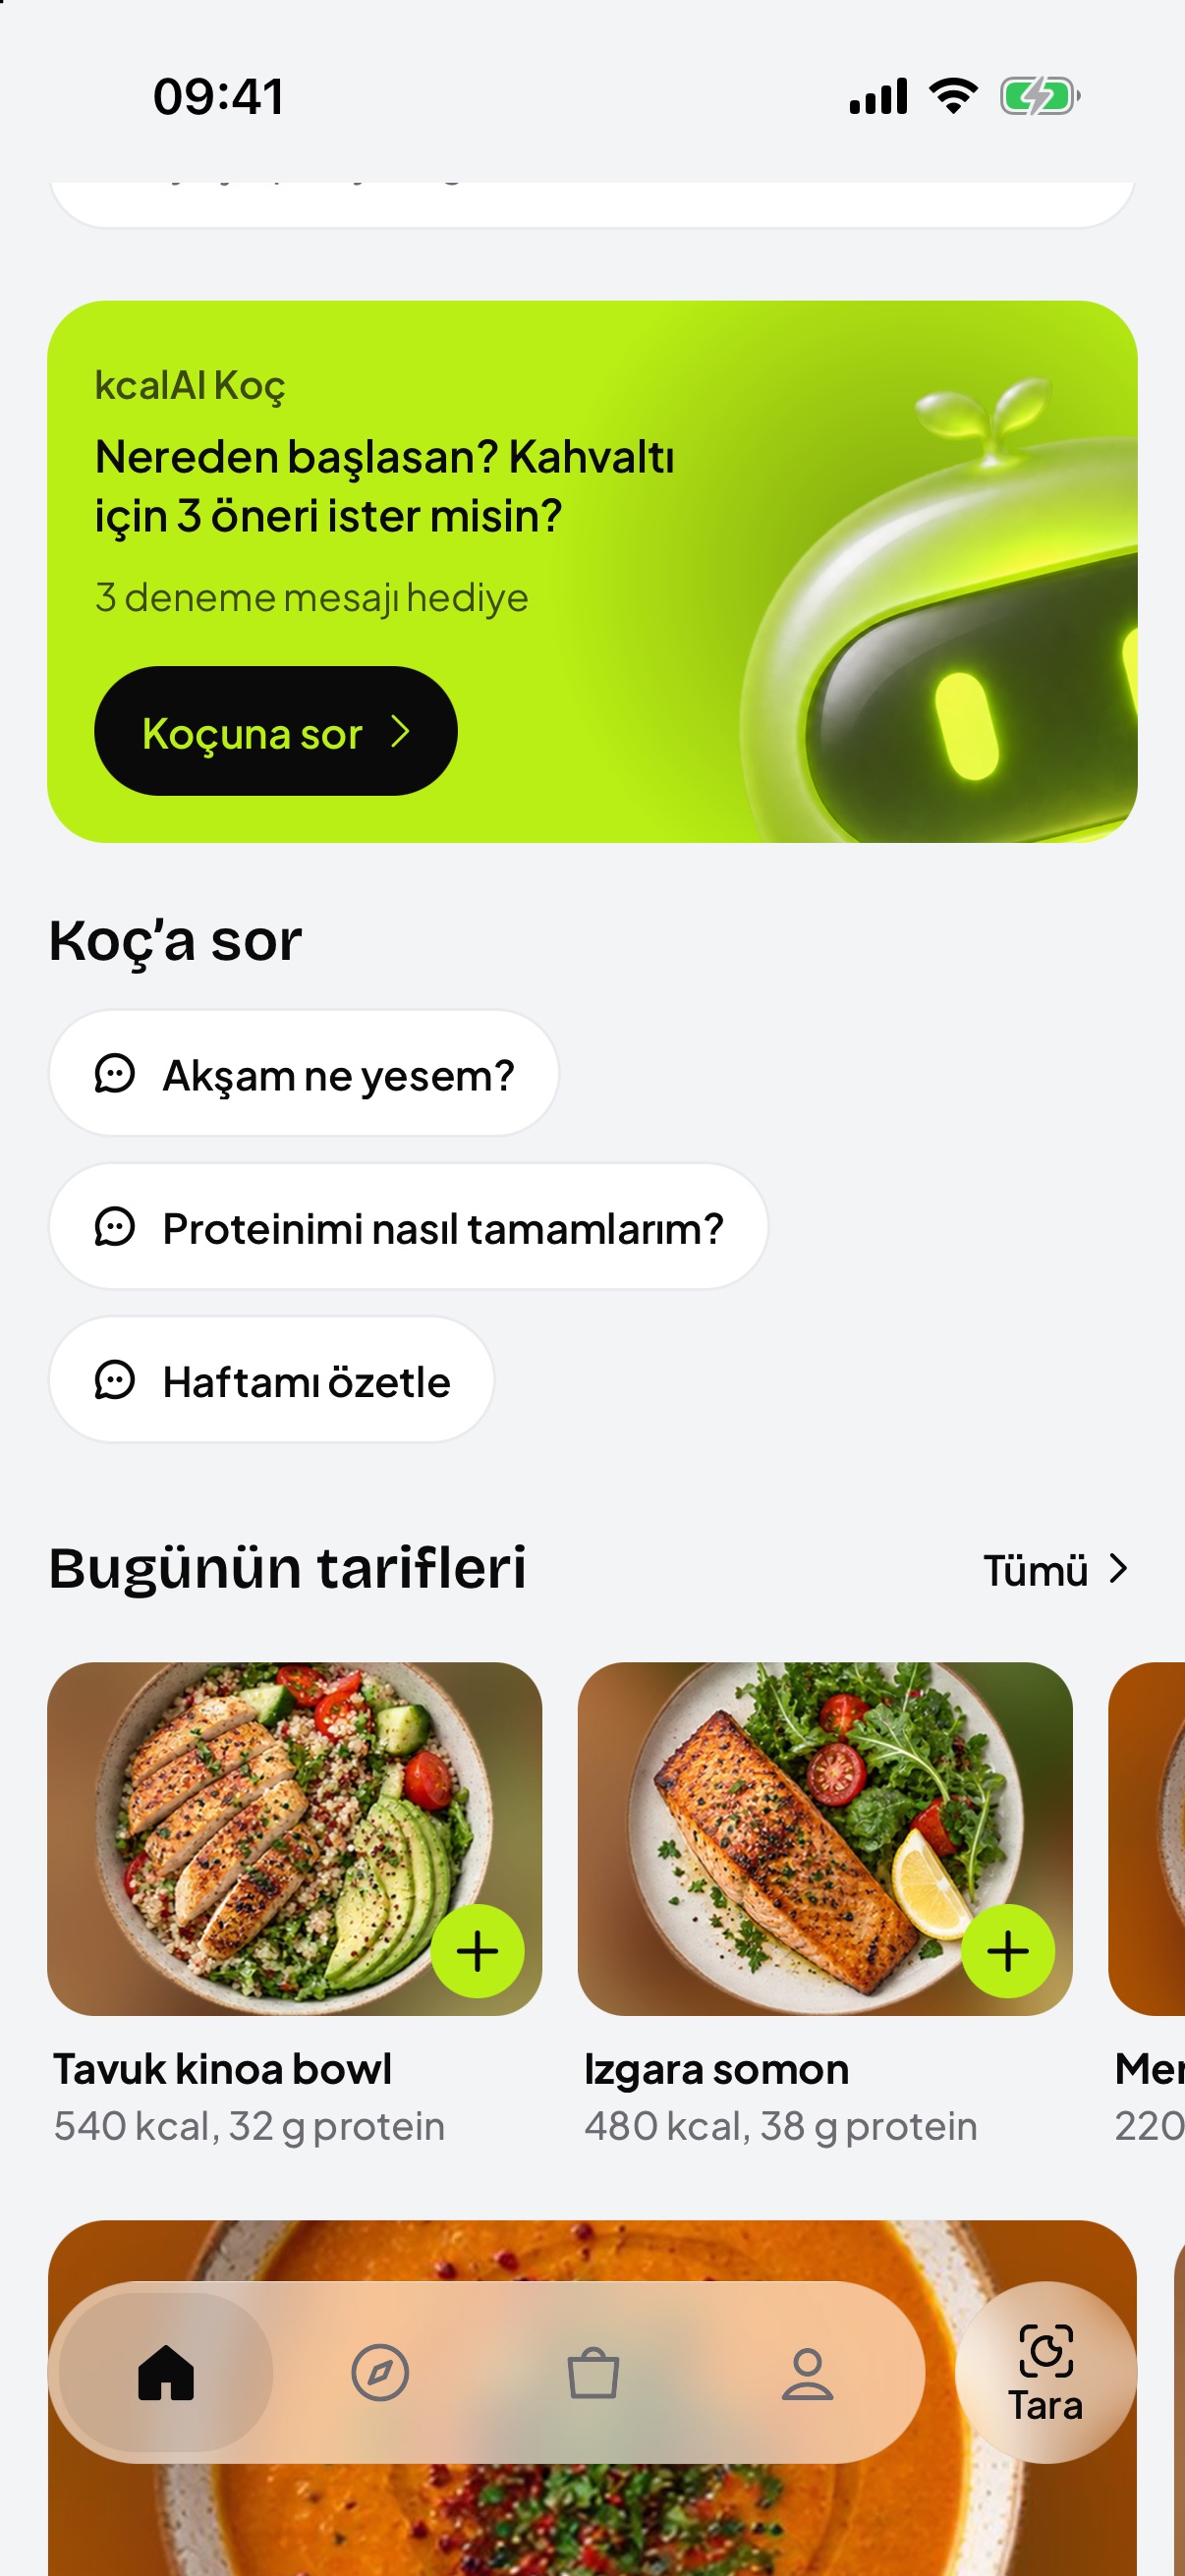 09:41
kcalAI Koç
Nereden başlasan? Kahvaltı
için 3 öneri ister misin?
3 deneme mesajı hediye
Koçuna sor
Koç’a sor
Akşam ne yesem?
Proteinimi nasıl tamamlarım?
Haftamı özetle
Bugünün tarifleri
Tümü
Tavuk kinoa bowl
Izgara somon
540 kcal, 32 g protein
480 kcal, 38 g protein
220
Tara